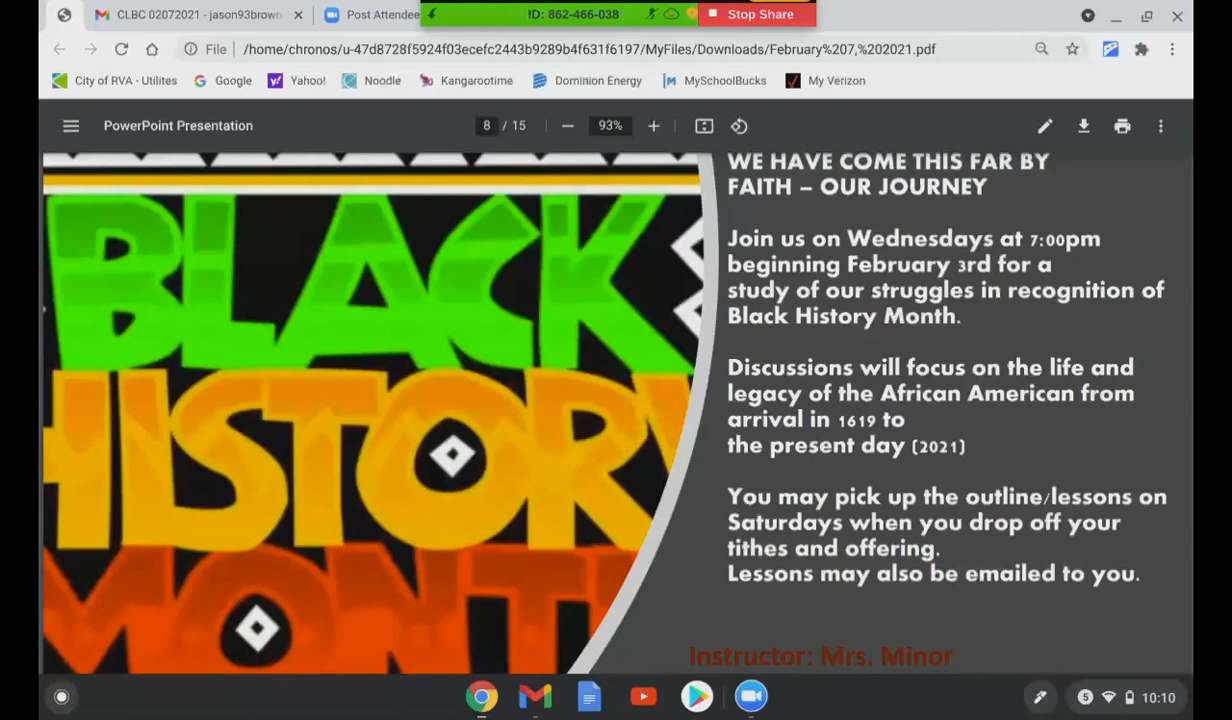 CLBC 02072021 - jason93brown
Post Attendee
ID: 862-466-038
Stop Share
File
/home/chronos/u-47d8728f5924f03ecefc2443b9289b4f631f6197/MyFiles/Downloads/February%207,%202021.pdf
City of RVA - Utilites
Google
Yahoo!
Noodle
Kangarootime
Dominion Energy
MySchoolBucks
My Verizon
PowerPoint Presentation
8 / 15
93%
BLACK
HISTORY
MONT
WE HAVE COME THIS FAR BY
FAITH – OUR JOURNEY
Join us on Wednesdays at 7:00pm
beginning February 3rd for a
study of our struggles in recognition of
Black History Month.
Discussions will focus on the life and
legacy of the African American from
arrival in 1619 to
the present day (2021)
You may pick up the outline/lessons on
Saturdays when you drop off your
tithes and offering.
Lessons may also be emailed to you.
Instructor: Mrs. Minor
5
10:10